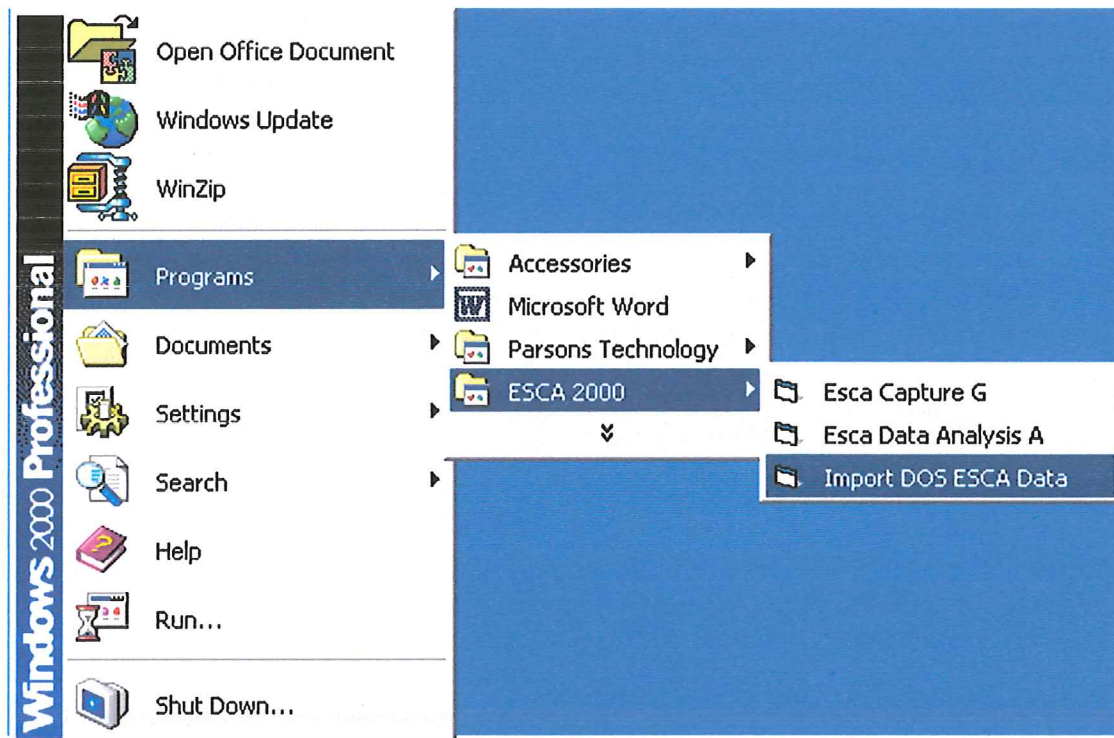 Open Office Document
Windows Update
WinZip
Programs
Documents
Settings
Search
Help
Run...
Shut Down...
Windows 2000 Professional
Accessories
Microsoft Word
Parsons Technology
ESCA 2000
Esca Capture G
Esca Data Analysis A
Import DOS ESCA Data